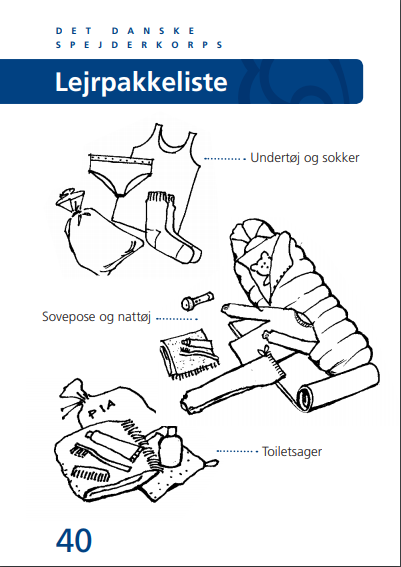 DET DANSKE
SPEJDERKORPS
Lejrpakkeliste
Undertøj og sokker
Sovepose og nattøj
PIA
Toiletsager
40